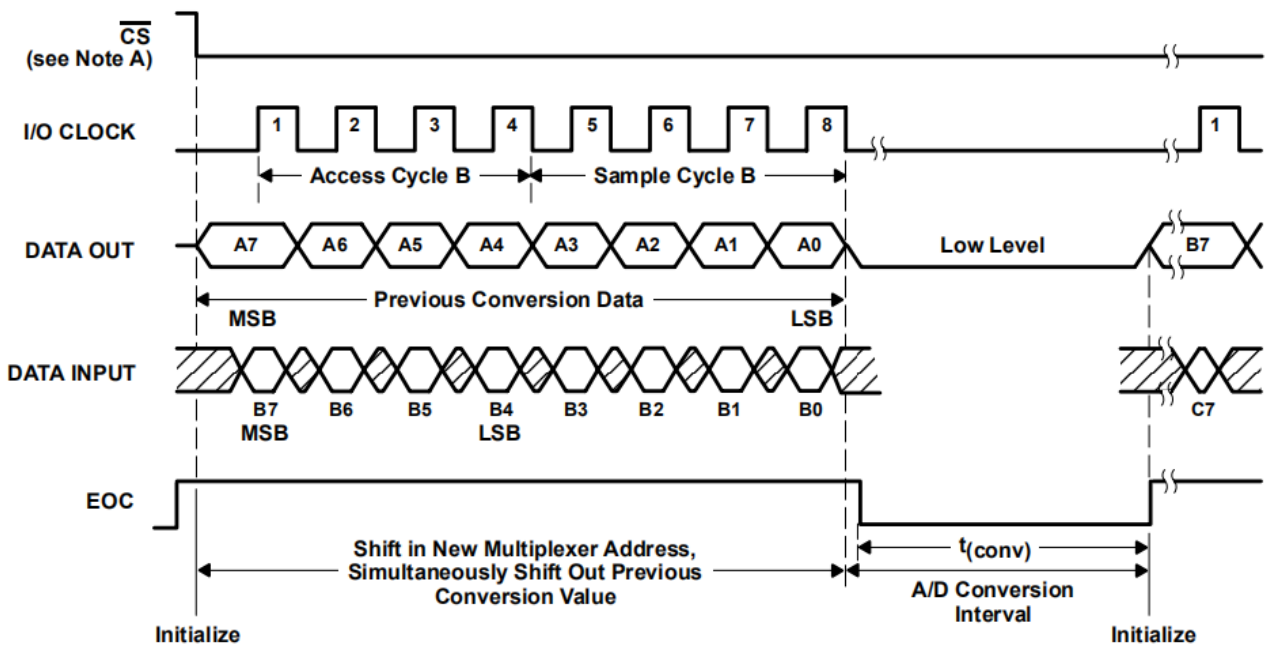 CS
(see Note A)
I/O CLOCK
1 2 3 4 5 6 7 8 1
Access Cycle B Sample Cycle B
DATA OUT
A7 A6 A5 A4 A3 A2 A1 A0 Low Level B7
Previous Conversion Data
MSB LSB
DATA INPUT
B7 B6 B5 B4 B3 B2 B1 B0 C7
MSB LSB
EOC
Shift in New Multiplexer Address,
Simultaneously Shift Out Previous
Conversion Value
t(conv)
A/D Conversion
Interval
Initialize Initialize